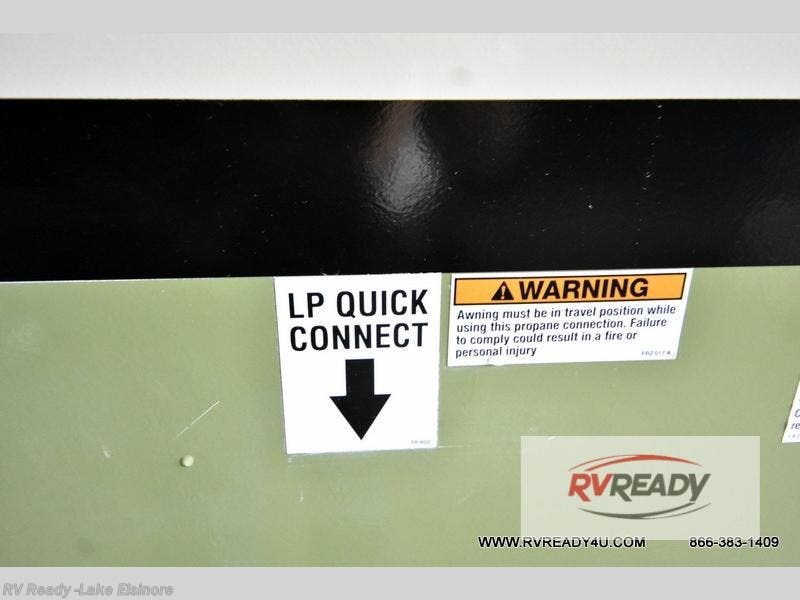 LP QUICK
CONNECT
WARNING
Awning must be in travel position while
using this propane connection. Failure
to comply could result in a fire or
personal injury
RVREADY
WWW.RVREADY4U.COM 866-383-1409
RV Ready -Lake Elsinore